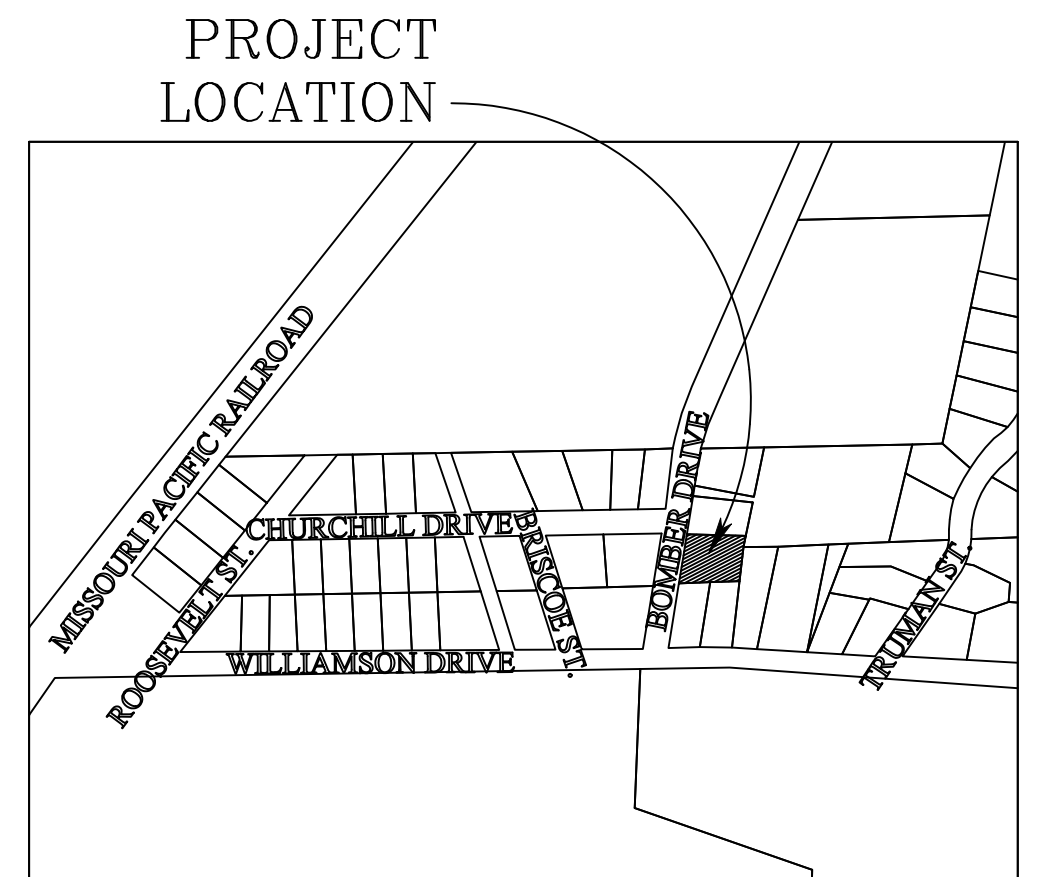 PROJECT
LOCATION
MISSOURI PACIFIC RAILROAD
BOMBER DRIVE
CHURCHILL DRIVE
BRISCOE ST.
ROOSEVELT ST.
TRUMAN ST.
WILLIAMSON DRIVE